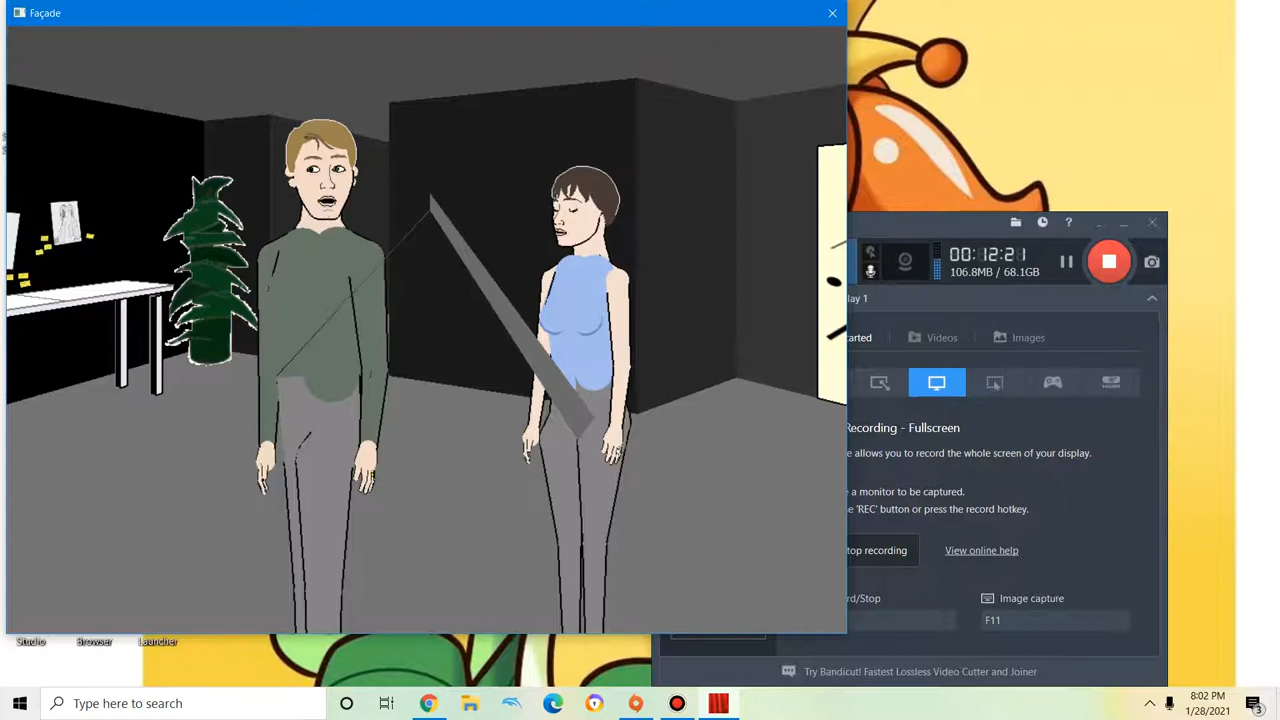 Façade
00:12:21
106.8MB / 68.1GB
lay 1
arted
Videos
Images
Recording - Fullscreen
e allows you to record the whole screen of your display.
e a monitor to be captured.
e 'REC' button or press the record hotkey.
top recording
View online help
rd/Stop
Image capture
F11
Studio
Browser
Launcher
Try Bandicut! Fastest Lossless Video Cutter and Joiner
Type here to search
8:02 PM
1/28/2021
3